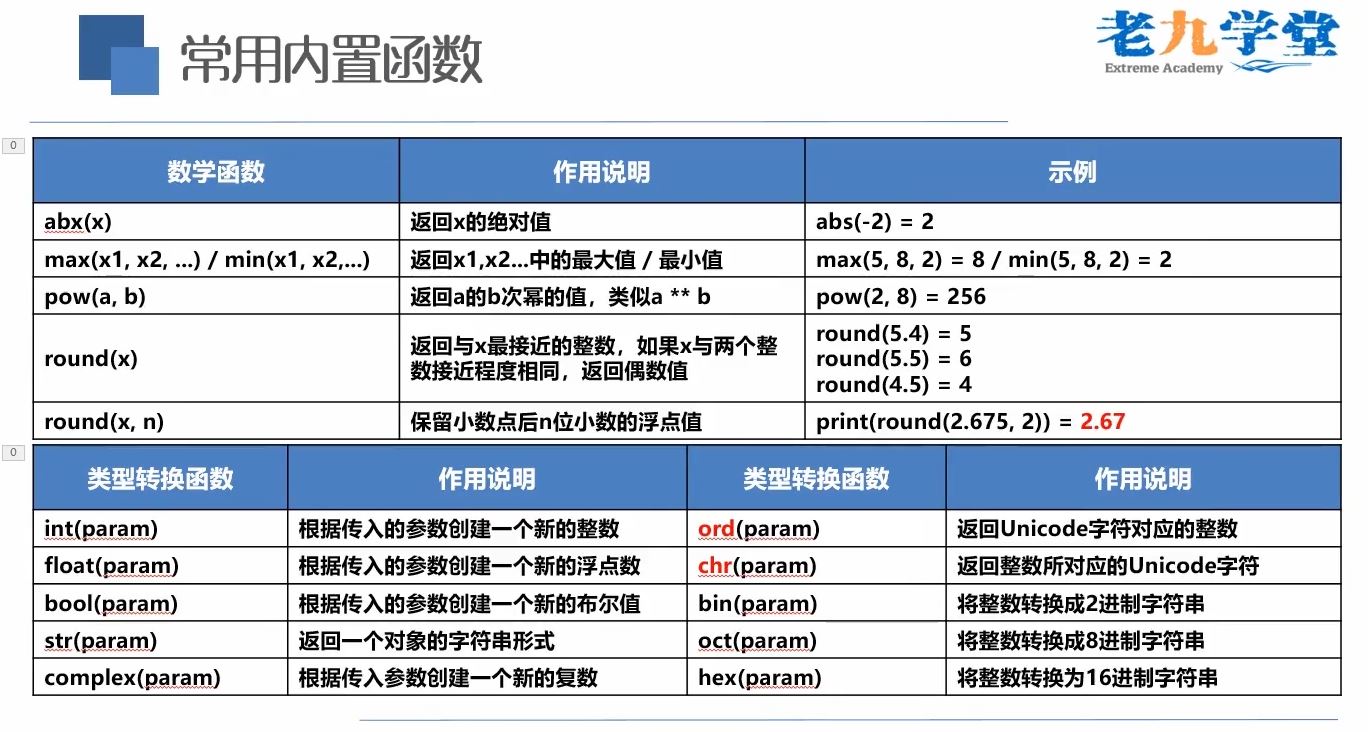 常用内置函数
老九学堂
Extreme Academy
0
数学函数 作用说明 示例
abx(x) 返回x的绝对值 abs(-2) = 2
max(x1, x2, ...) / min(x1, x2,...) 返回x1,x2...中的最大值 / 最小值 max(5, 8, 2) = 8 / min(5, 8, 2) = 2
pow(a, b) 返回a的b次幂的值，类似a ** b pow(2, 8) = 256
round(x) 返回与x最接近的整数，如果x与两个整
数接近程度相同，返回偶数值
round(5.4) = 5
round(5.5) = 6
round(4.5) = 4
round(x, n) 保留小数点后n位小数的浮点值 print(round(2.675, 2)) = 2.67
0
类型转换函数 作用说明 类型转换函数 作用说明
int(param) 根据传入的参数创建一个新的整数 ord(param) 返回Unicode字符对应的整数
float(param) 根据传入的参数创建一个新的浮点数 chr(param) 返回整数所对应的Unicode字符
bool(param) 根据传入的参数创建一个新的布尔值 bin(param) 将整数转换成2进制字符串
str(param) 返回一个对象的字符串形式 oct(param) 将整数转换成8进制字符串
complex(param) 根据传入参数创建一个新的复数 hex(param) 将整数转换为16进制字符串